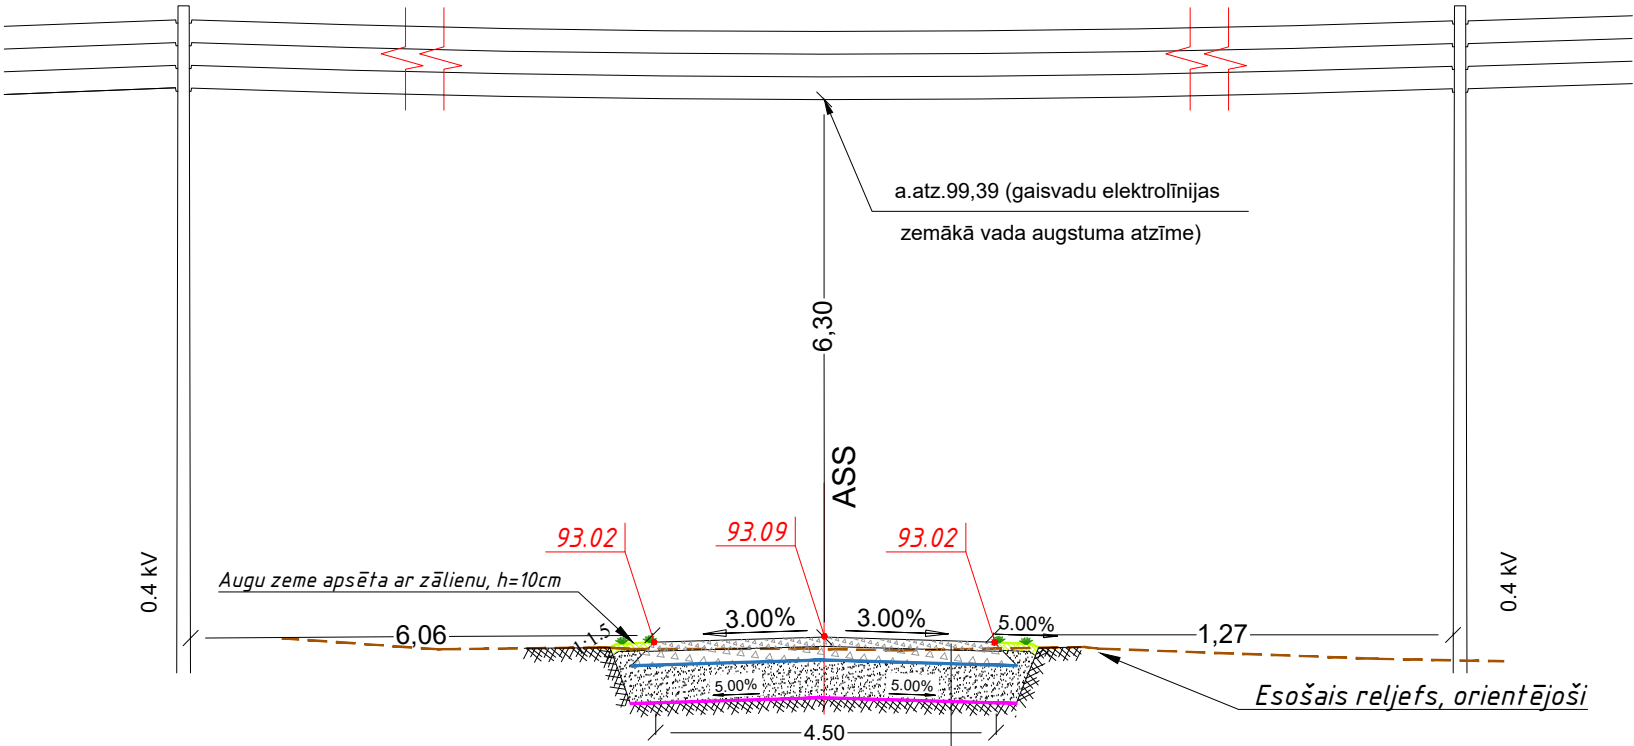 a.atz.99,39 (gaisvadu elektrolīnijas
zemākā vada augstuma atzīme)
6,30
ASS
93.02
93.09
93.02
0.4 kV
0.4 kV
Augu zeme apsēta ar zālienu, h=10cm
1:1.5
3.00%
3.00%
5.00%
6,06
1,27
5.00%
5.00%
Esošais reljefs, orientējoši
4.50